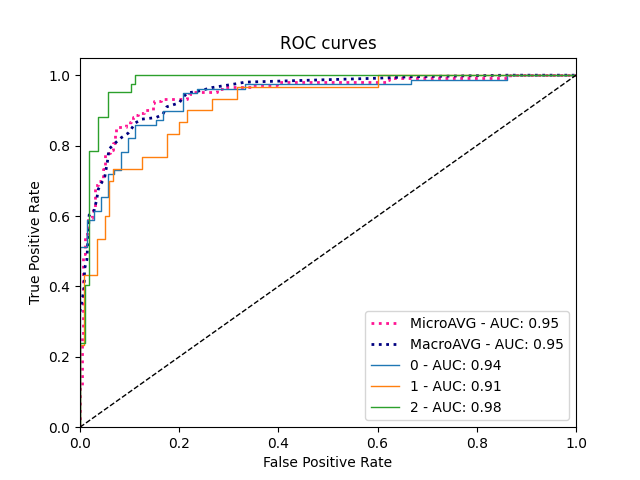 ROC curves
True Positive Rate
1.0
0.8
0.6
0.4
0.2
0.0
MicroAVG - AUC: 0.95
MacroAVG - AUC: 0.95
0 - AUC: 0.94
1 - AUC: 0.91
2 - AUC: 0.98
0.0 0.2 0.4 0.6 0.8 1.0
False Positive Rate